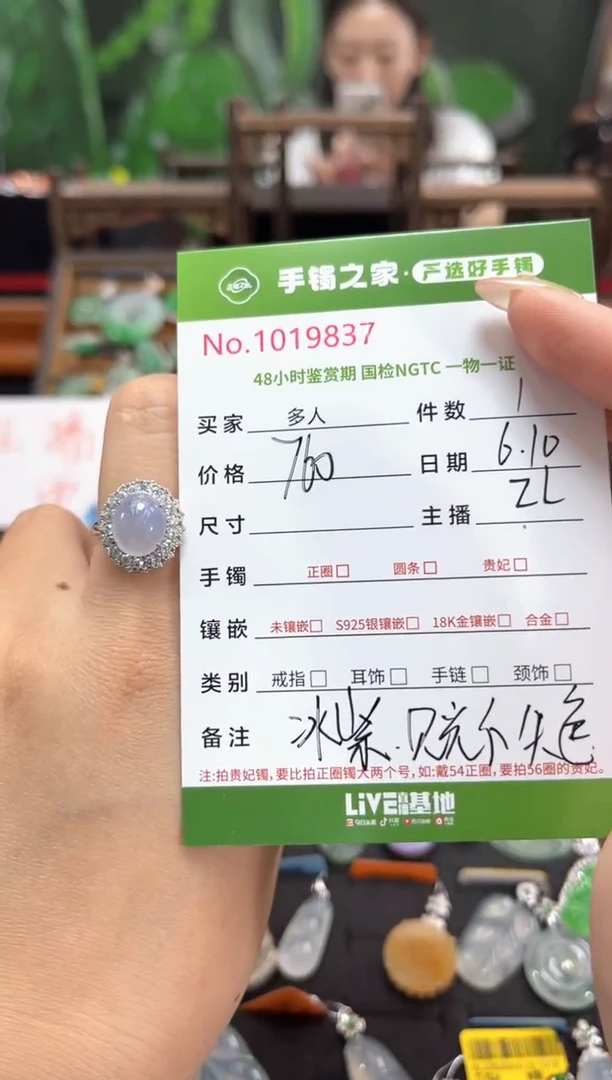 手镯之家·严选好手镯
No.1019837
48小时鉴赏期 国检NGTC 一物一证
买家 多人 件数 1
价格 760 日期 6.10
尺寸 主播 ZL
手镯 正圈□ 圆条□ 贵妃□
镶嵌 未镶嵌□ S925银镶嵌□ 18K金镶嵌□ 合金□
类别 戒指□ 耳饰□ 手链□ 颈饰□
备注 冰紫.
注:拍贵妃镯,要比拍正圈镯大两个号,如:戴54正圈,要拍56圈的贵妃。
LiVE直播基地